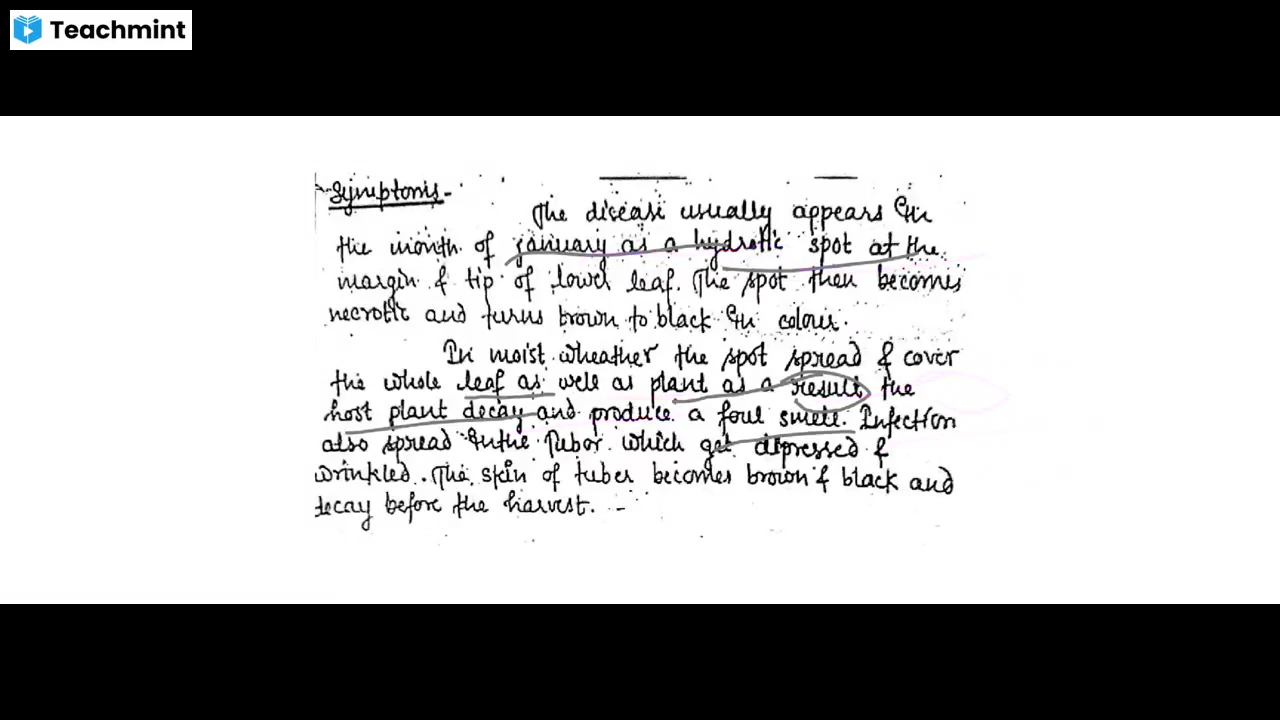 Teachmint
Symptoms-
The disease usually appears in
the month of january as a hydrotic spot at the
margin & tip of lower leaf. The spot then becomes
necrotic and turns brown to black in colour.
In moist wheather the spot spread & cover
the whole leaf as well as plant as a result the
host plant decay and produce a foul smell. Infection
also spread in the Tubor which get depressed &
wrinkled. The skin of tuber becomes brown & black and
decay before the harvest. -